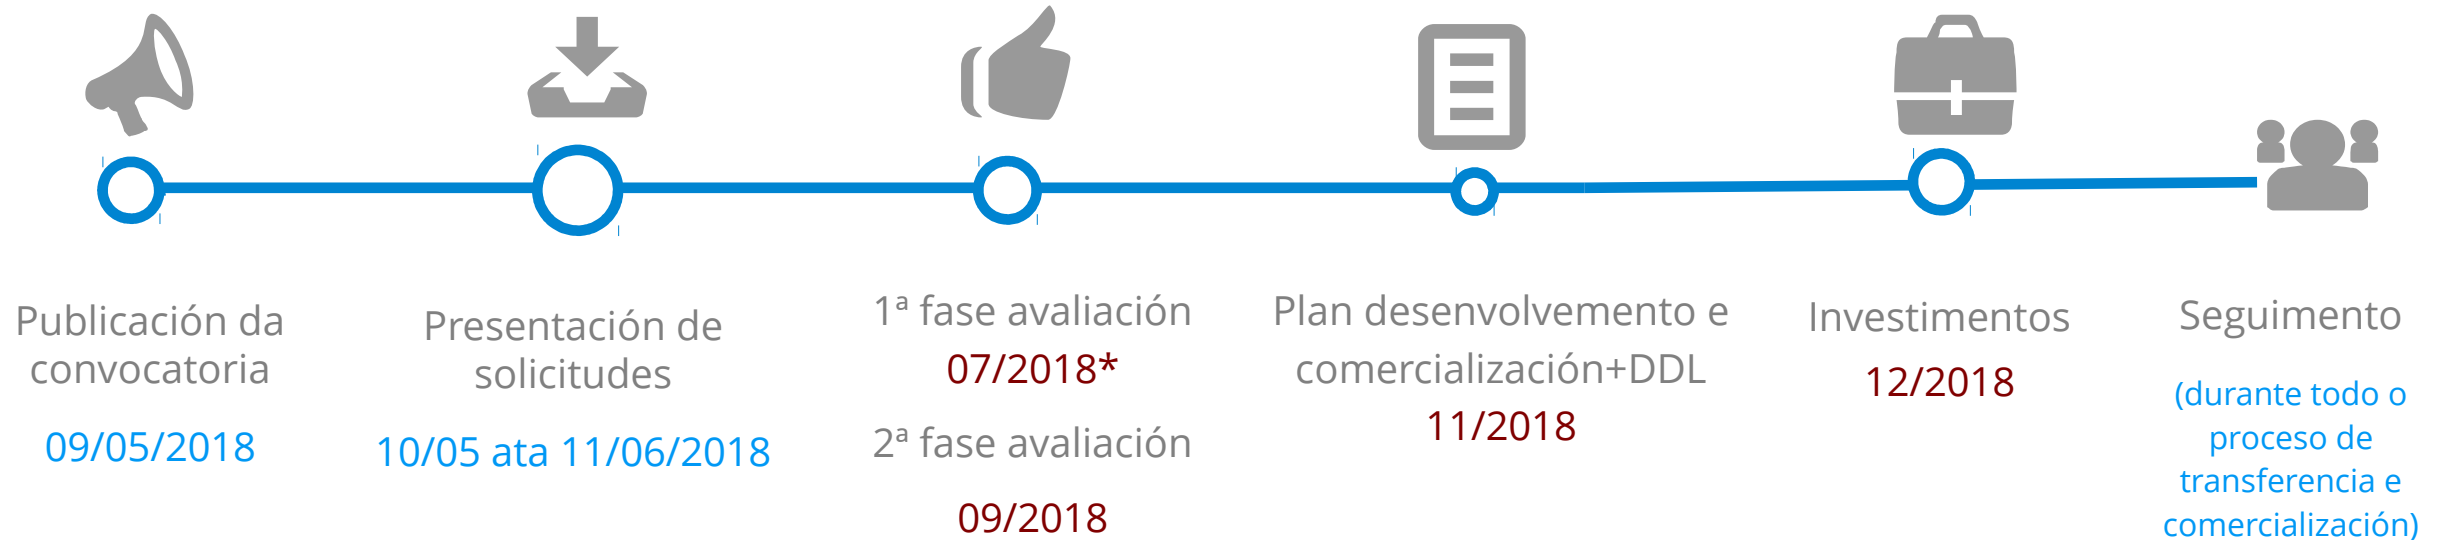 Publicación da
convocatoria
09/05/2018
Presentación de
solicitudes
10/05 ata 11/06/2018
1ª fase avaliación
07/2018*
2ª fase avaliación
09/2018
Plan desenvolvemento e
comercialización+DDL
11/2018
Investimentos
12/2018
Seguimento
(durante todo o
proceso de
transferencia e
comercialización)